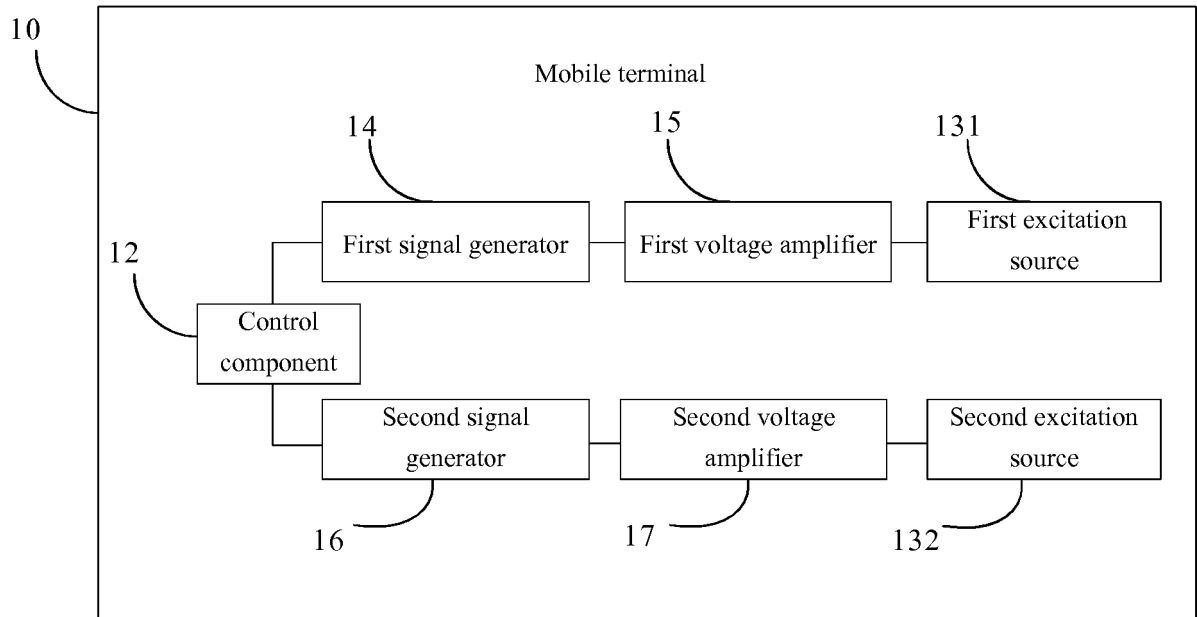 10
Mobile terminal
14
15
131
First signal generator
First voltage amplifier
First excitation
source
12
Control
component
Second signal
generator
Second voltage
amplifier
Second excitation
source
16
17
132